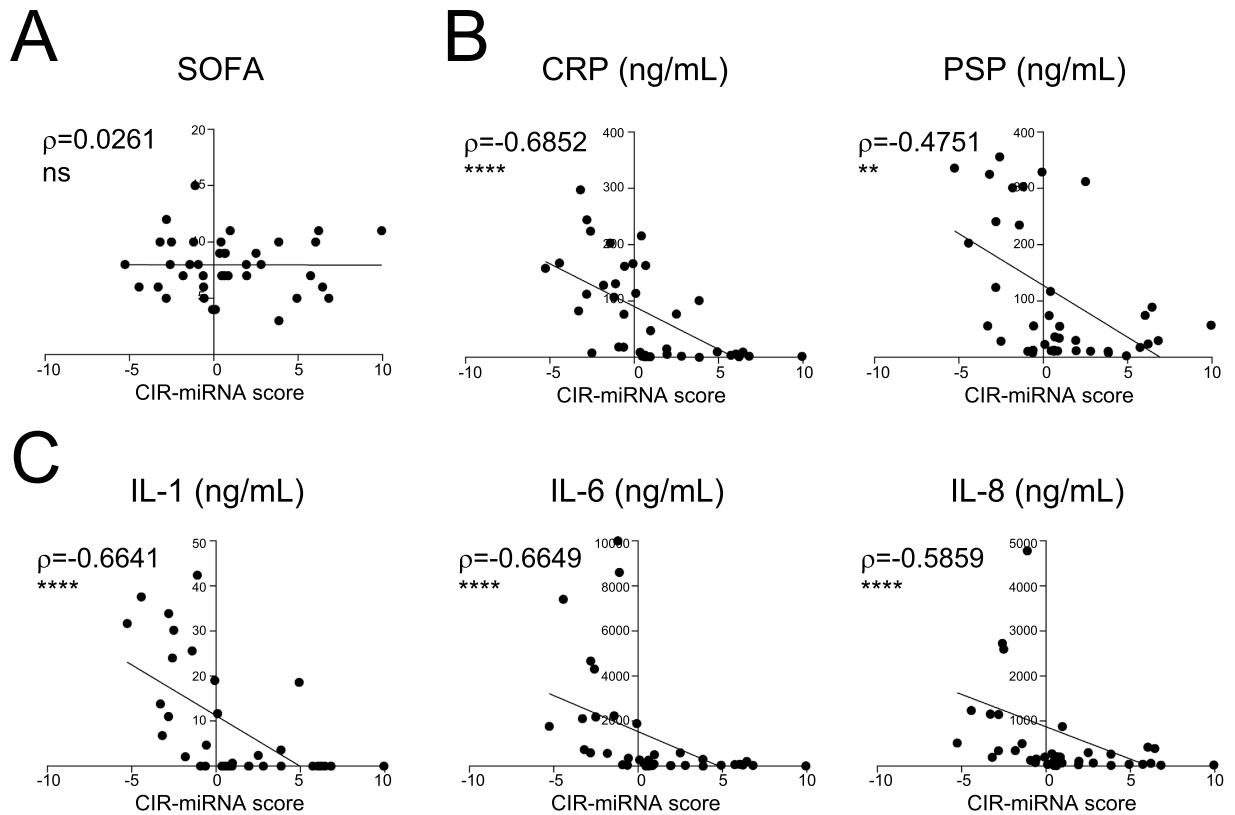 A
B
SOFA
CRP (ng/mL)
PSP (ng/mL)
ρ=0.0261
ns
20
15
10
5
-10 -5 0 5 10
CIR-miRNA score
ρ=-0.6852
****
400
300
200
100
-10 -5 0 5 10
CIR-miRNA score
ρ=-0.4751
**
400
300
200
100
-10 -5 0 5 10
CIR-miRNA score
C
IL-1 (ng/mL)
IL-6 (ng/mL)
IL-8 (ng/mL)
ρ=-0.6641
****
50
40
30
20
10
-10 -5 0 5 10
CIR-miRNA score
ρ=-0.6649
****
10000
8000
6000
4000
2000
-10 -5 0 5 10
CIR-miRNA score
ρ=-0.5859
****
5000
4000
3000
2000
1000
-10 -5 0 5 10
CIR-miRNA score